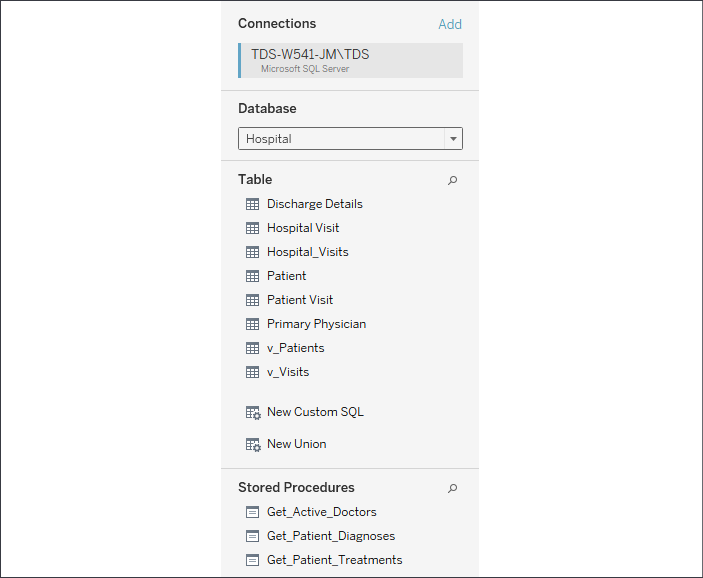 Connections Add
TDS-W541-JM\TDS
Microsoft SQL Server
Database
Hospital
Table
Discharge Details
Hospital Visit
Hospital_Visits
Patient
Patient Visit
Primary Physician
v_Patients
v_Visits
New Custom SQL
New Union
Stored Procedures
Get_Active_Doctors
Get_Patient_Diagnoses
Get_Patient_Treatments